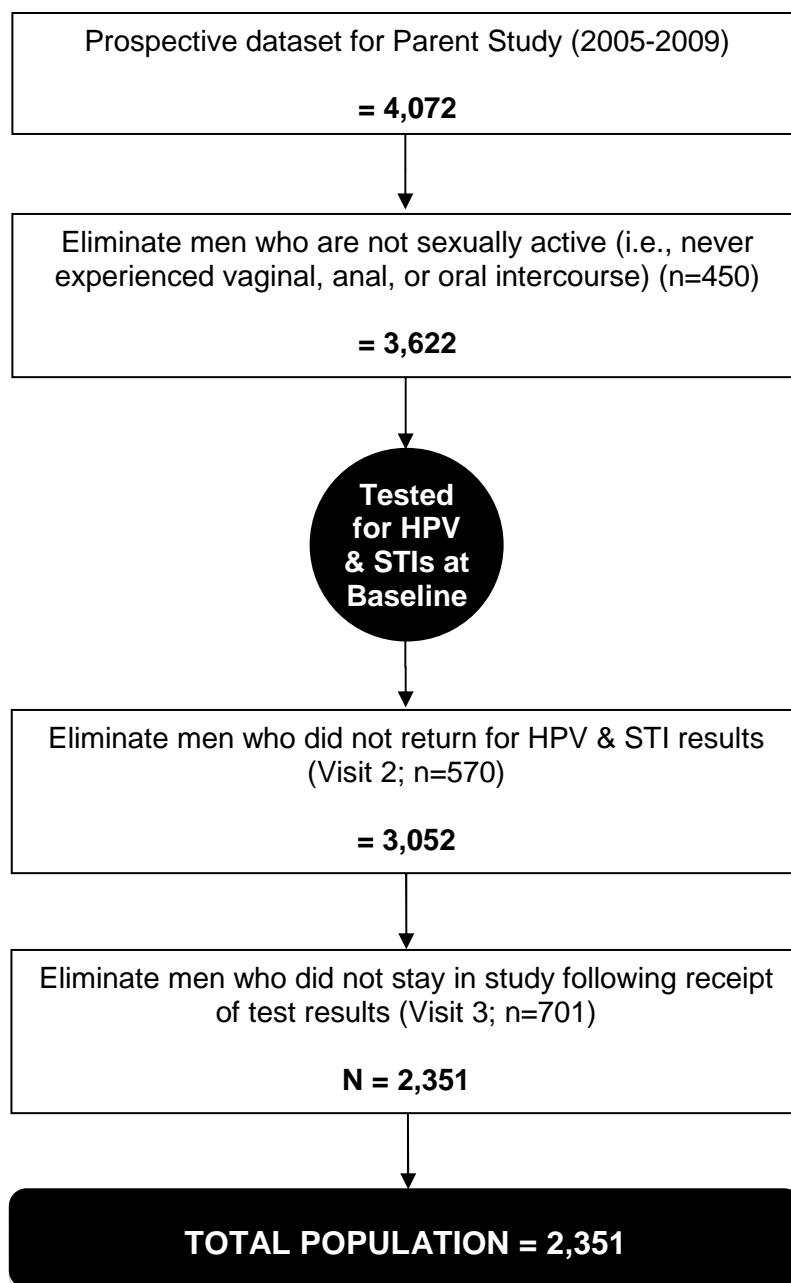 Prospective dataset for Parent Study (2005-2009)
= 4,072
Eliminate men who are not sexually active (i.e., never
experienced vaginal, anal, or oral intercourse) (n=450)
= 3,622
Tested
for HPV
& STIs at
Baseline
Eliminate men who did not return for HPV & STI results
(Visit 2; n=570)
= 3,052
Eliminate men who did not stay in study following receipt
of test results (Visit 3; n=701)
N = 2,351
TOTAL POPULATION = 2,351